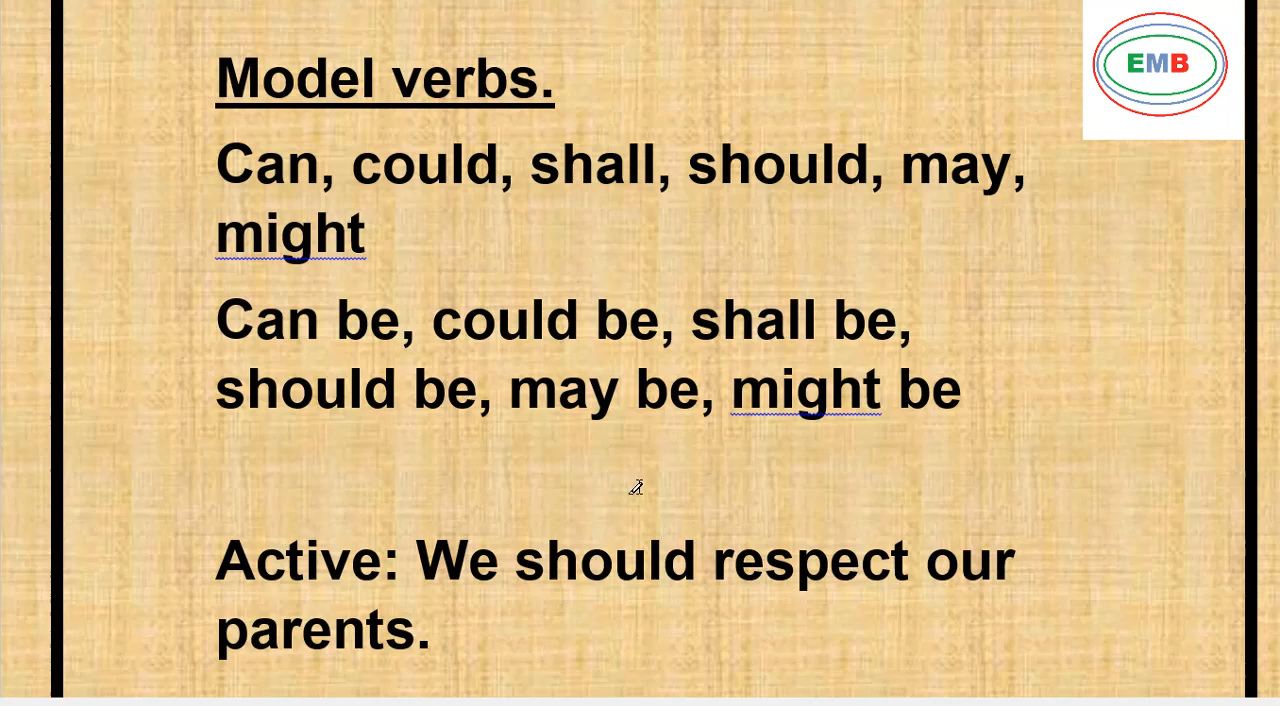 EMB
Model verbs.
Can, could, shall, should, may,
might
Can be, could be, shall be,
should be, may be, might be
Active: We should respect our
parents.